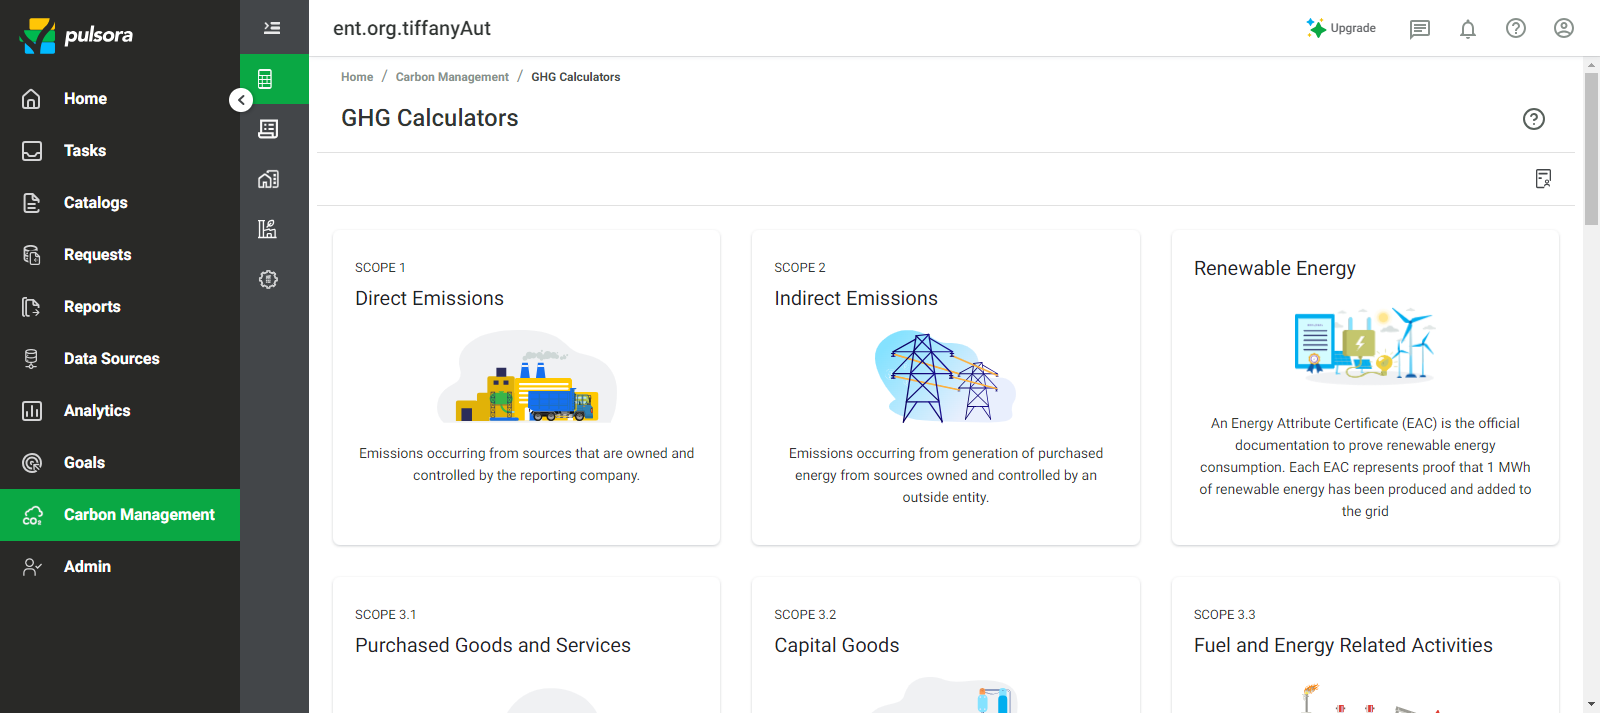 pulsora
Home
Tasks
Catalogs
Requests
Reports
Data Sources
Analytics
Goals
Carbon Management
Admin
ent.org.tiffanyAut
Upgrade
Home / Carbon Management / GHG Calculators
GHG Calculators
SCOPE 1
Direct Emissions
Emissions occurring from sources that are owned and
controlled by the reporting company.
SCOPE 2
Indirect Emissions
Emissions occurring from generation of purchased
energy from sources owned and controlled by an
outside entity.
Renewable Energy
An Energy Attribute Certificate (EAC) is the official
documentation to prove renewable energy
consumption. Each EAC represents proof that 1 MWh
of renewable energy has been produced and added to
the grid
SCOPE 3.1
Purchased Goods and Services
SCOPE 3.2
Capital Goods
SCOPE 3.3
Fuel and Energy Related Activities